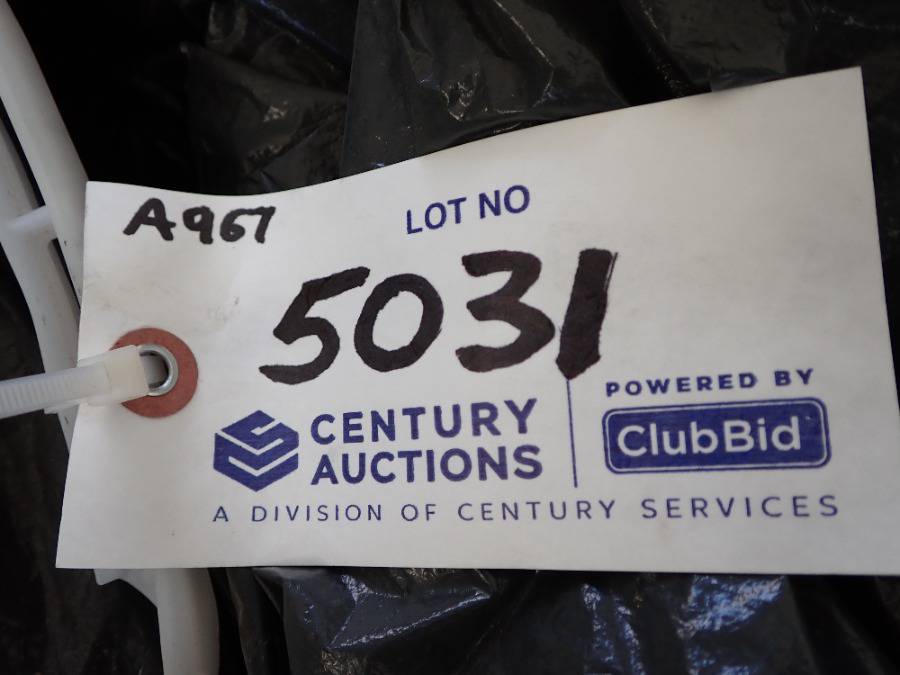 A967
LOT NO
5031
CENTURY
AUCTIONS
A DIVISION OF CENTURY SERVICES
POWERED BY
ClubBid